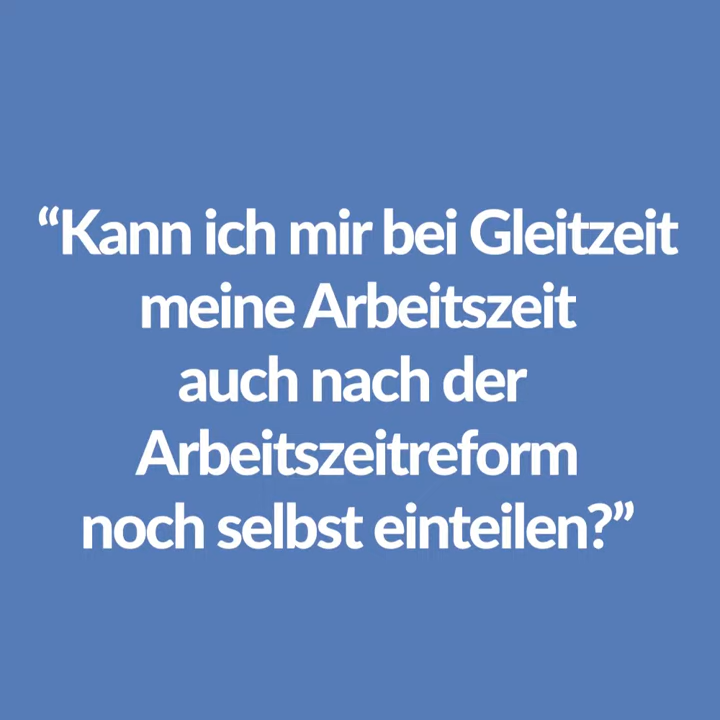 “Kann ich mir bei Gleitzeit
meine Arbeitszeit
auch nach der
Arbeitszeitreform
noch selbst einteilen?”